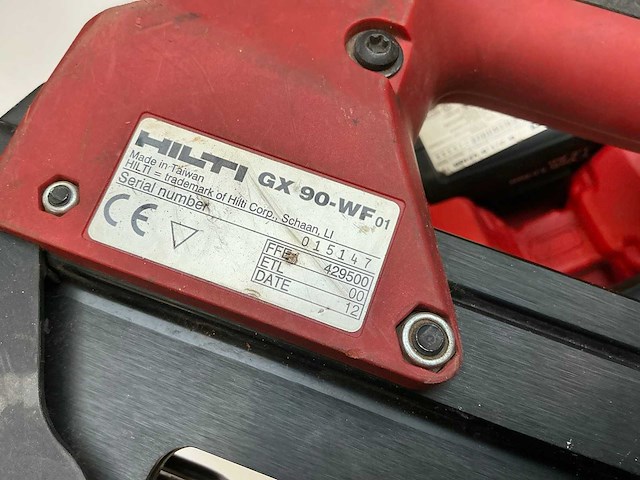 HILTI GX 90-WF 01
Made in Taiwan
HILTI = trademark of Hilti Corp., Schaan, LI
Serial number 015147
FFE 429500
ETL 00
DATE 12
CE